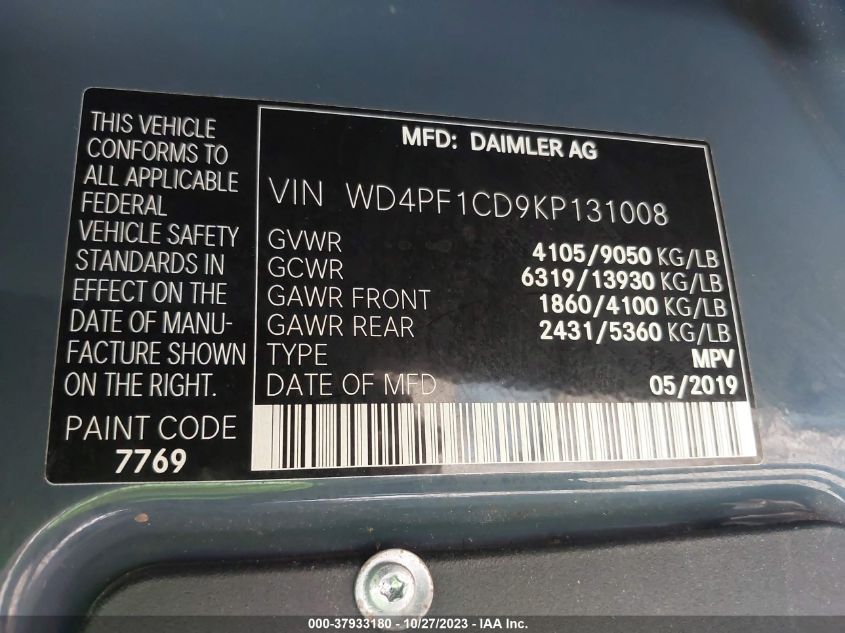 THIS VEHICLE
CONFORMS TO
ALL APPLICABLE
FEDERAL
VEHICLE SAFETY
STANDARDS IN
EFFECT ON THE
DATE OF MANU-
FACTURE SHOWN
ON THE RIGHT.
PAINT CODE
7769
MFD: DAIMLER AG
VIN WD4PF1CD9KP131008
GVWR 4105/9050 KG/LB
GCWR 6319/13930 KG/LB
GAWR FRONT 1860/4100 KG/LB
GAWR REAR 2431/5360 KG/LB
TYPE MPV
DATE OF MFD 05/2019
000-37933180 - 10/27/2023 - IAA Inc.